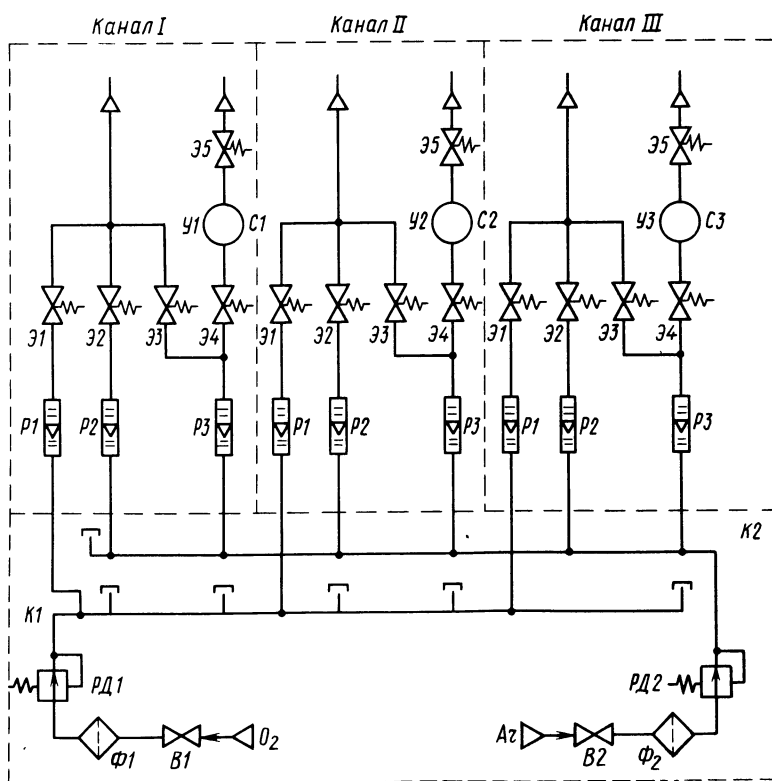 Канал I Канал II Канал III
Э5 Э5 Э5
У1 С1 У2 С2 У3 С3
Э1 Э2 Э3 Э4 Э1 Э2 Э3 Э4 Э1 Э2 Э3 Э4
Р1 Р2 Р3 Р1 Р2 Р3 Р1 Р2 Р3
К2
К1
РД1 РД2
Ф1 В1 O₂ Аг В2 Ф₂